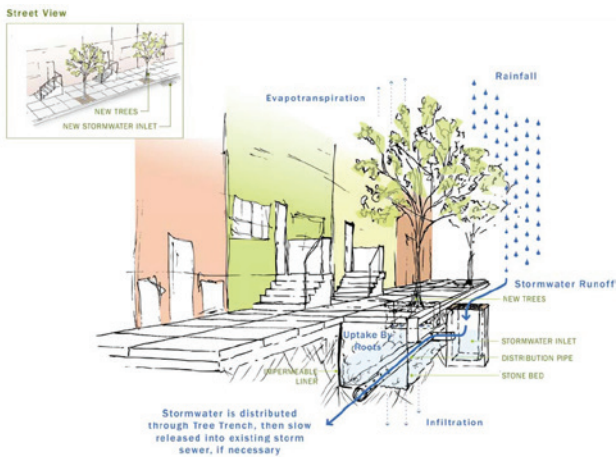 Street View
NEW TREES
NEW STORMWATER INLET
Evapotranspiration
Rainfall
Stormwater Runoff
NEW TREES
Uptake By
Roots
STORMWATER INLET
DISTRIBUTION PIPE
IMPERMEABLE
LINER
STONE BED
Stormwater is distributed
through Tree Trench, then slow
released into existing storm
sewer, if necessary
Infiltration